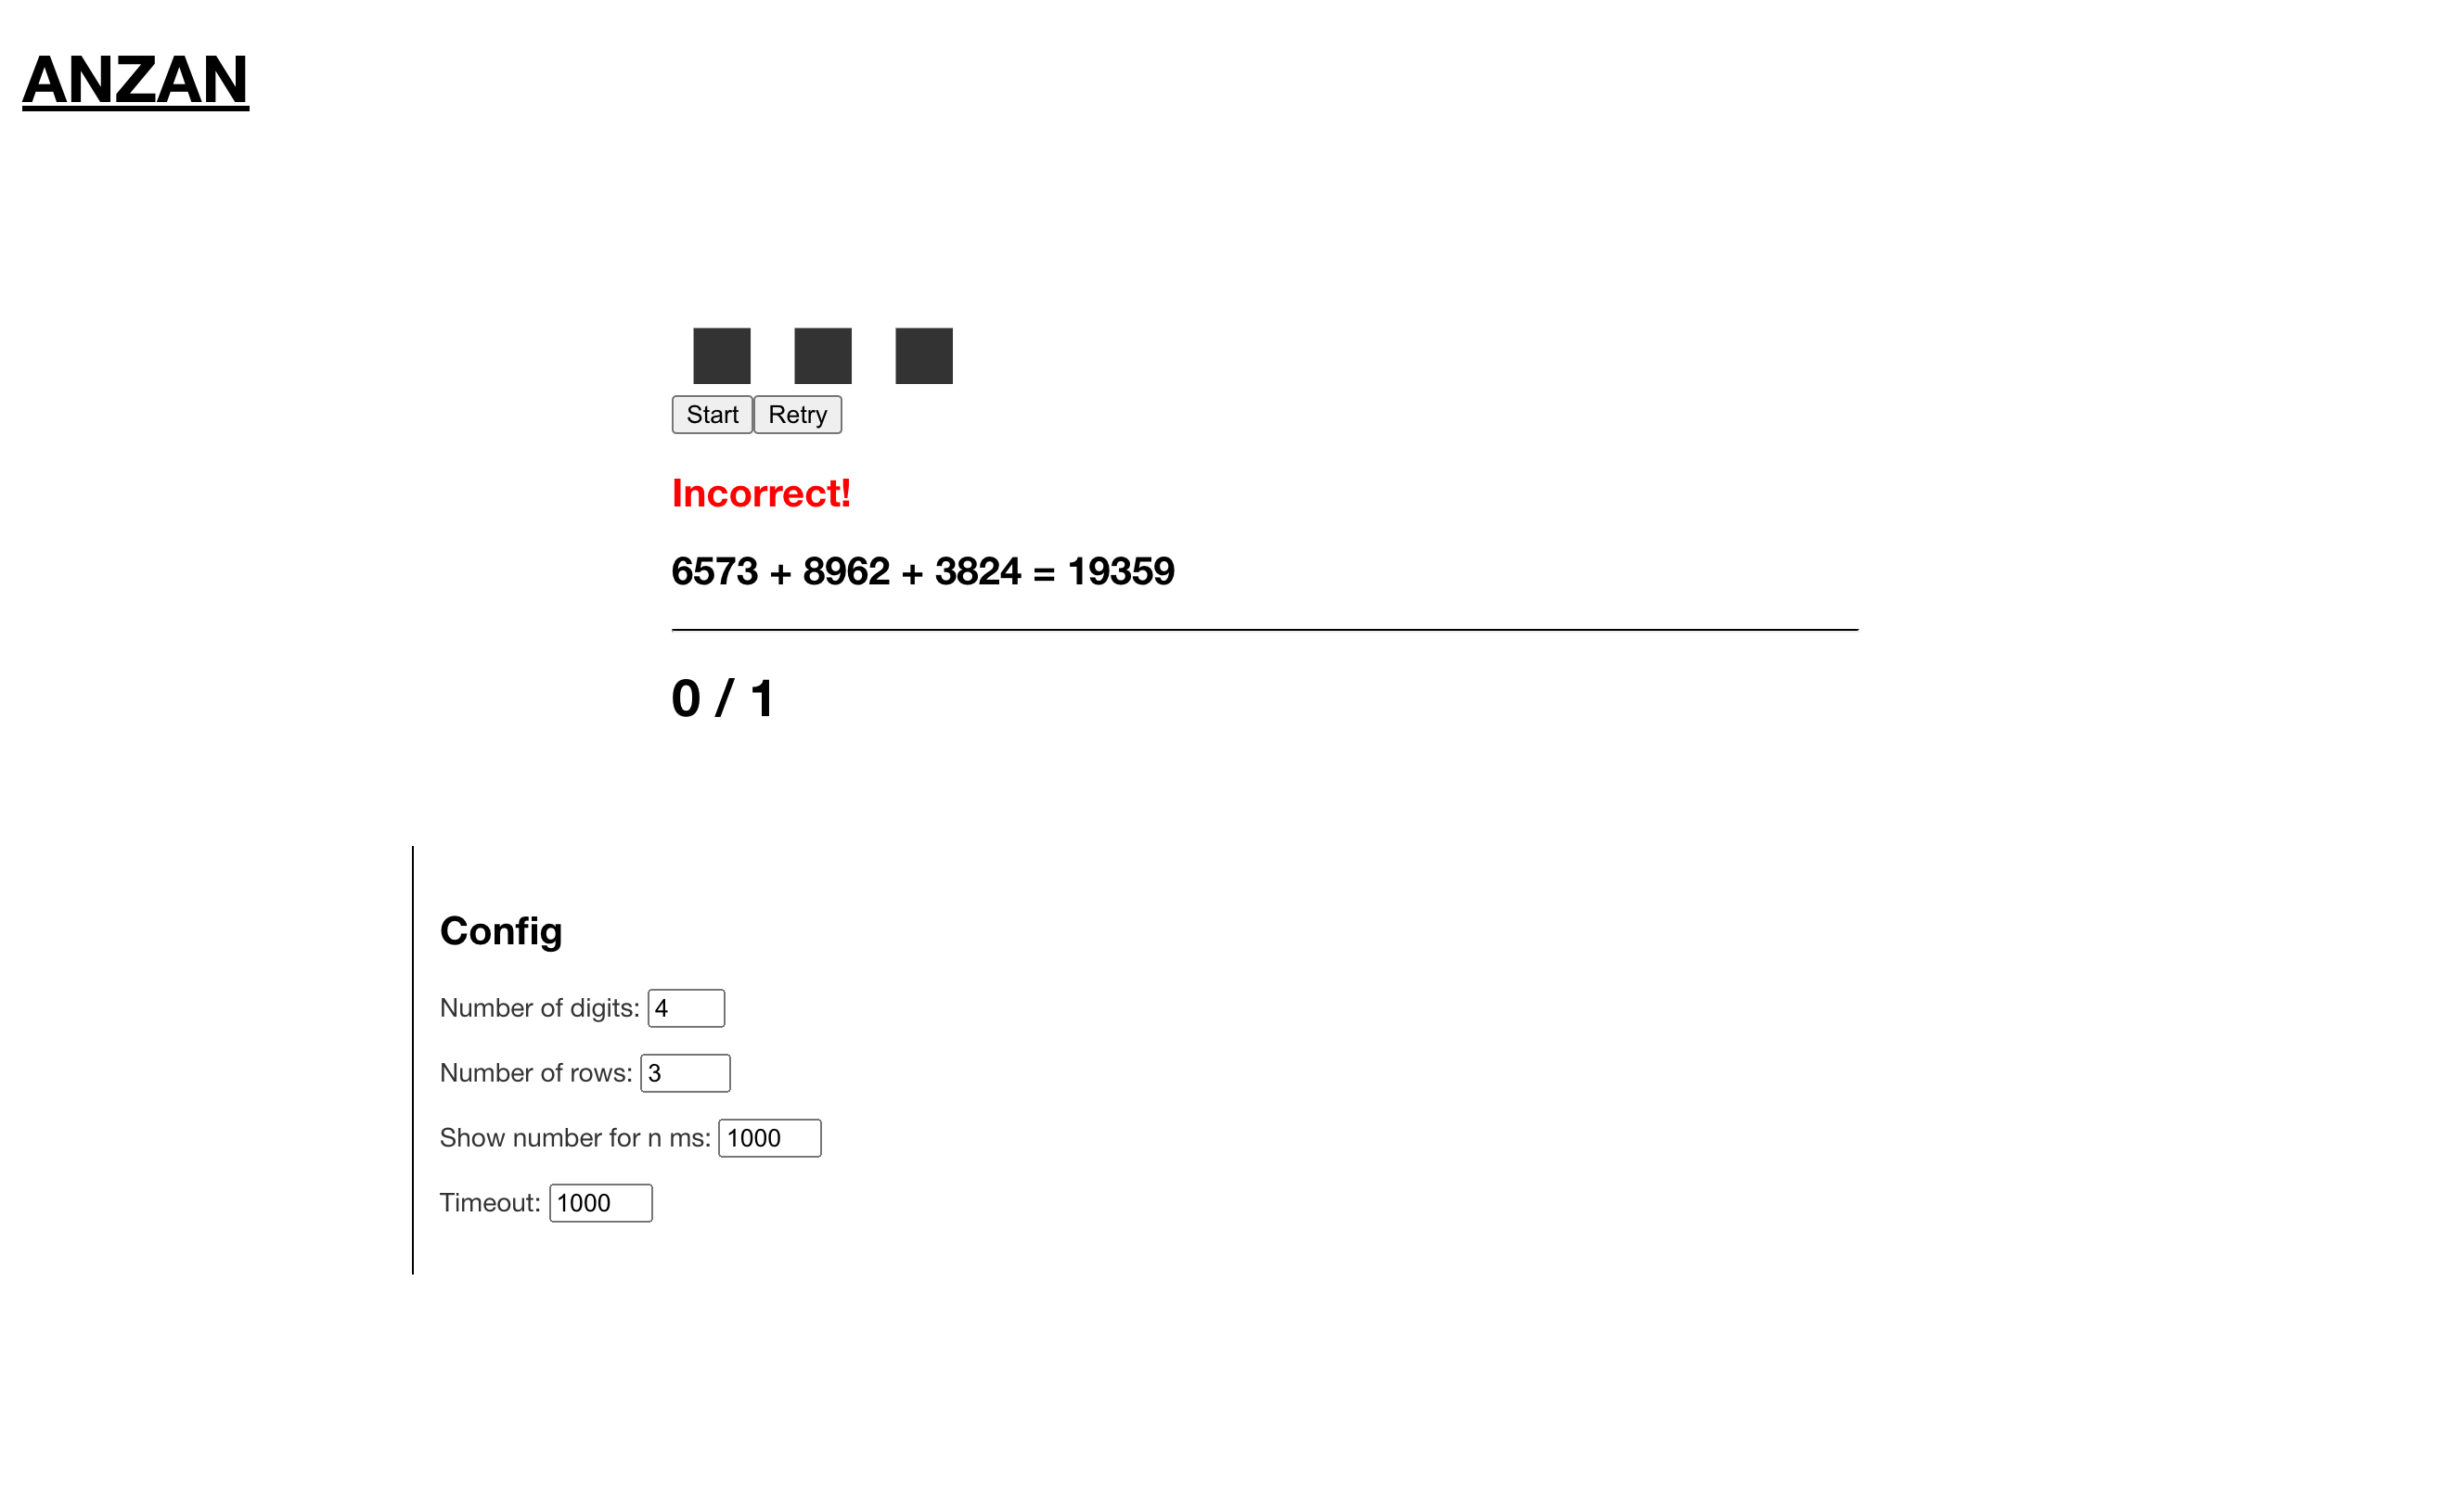 ANZAN
Start Retry
Incorrect!
6573 + 8962 + 3824 = 19359
0 / 1
Config
Number of digits: 4
Number of rows: 3
Show number for n ms: 1000
Timeout: 1000